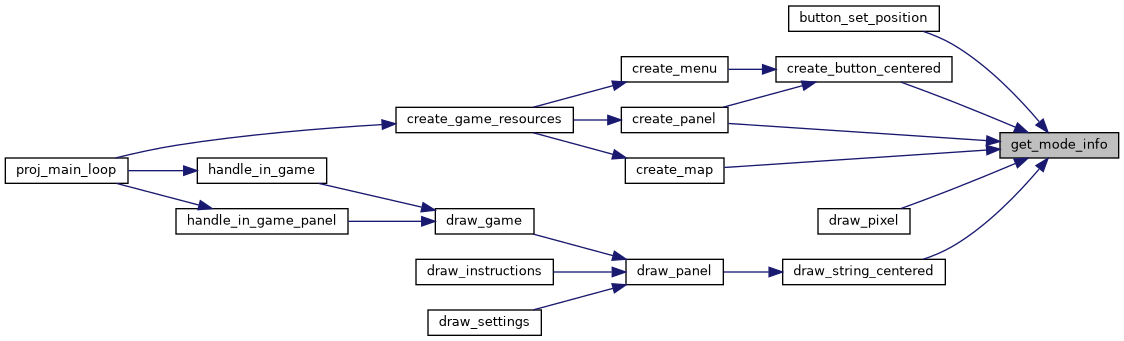 button_set_position
create_menu
create_button_centered
create_game_resources
create_panel
get_mode_info
proj_main_loop
handle_in_game
create_map
handle_in_game_panel
draw_game
draw_pixel
draw_instructions
draw_panel
draw_string_centered
draw_settings